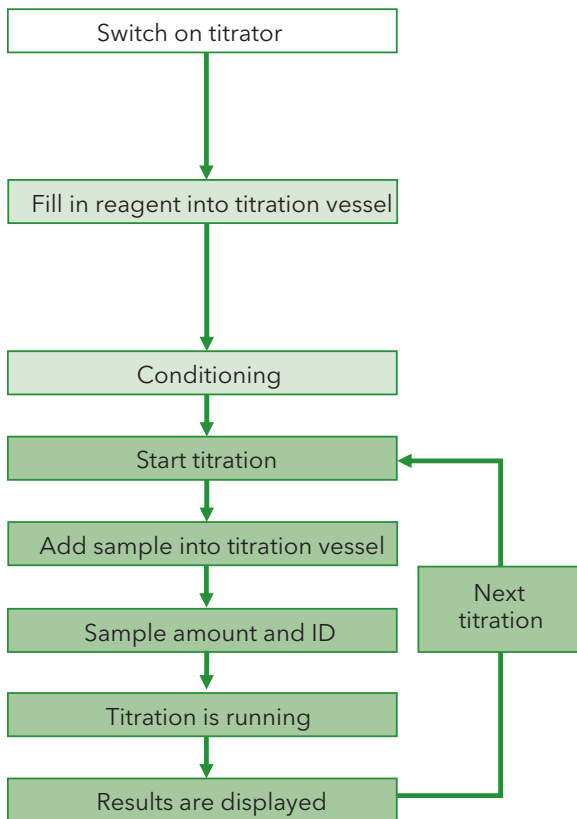 Switch on titrator
Fill in reagent into titration vessel
Conditioning
Start titration
Add sample into titration vessel
Sample amount and ID
Titration is running
Results are displayed
Next
titration